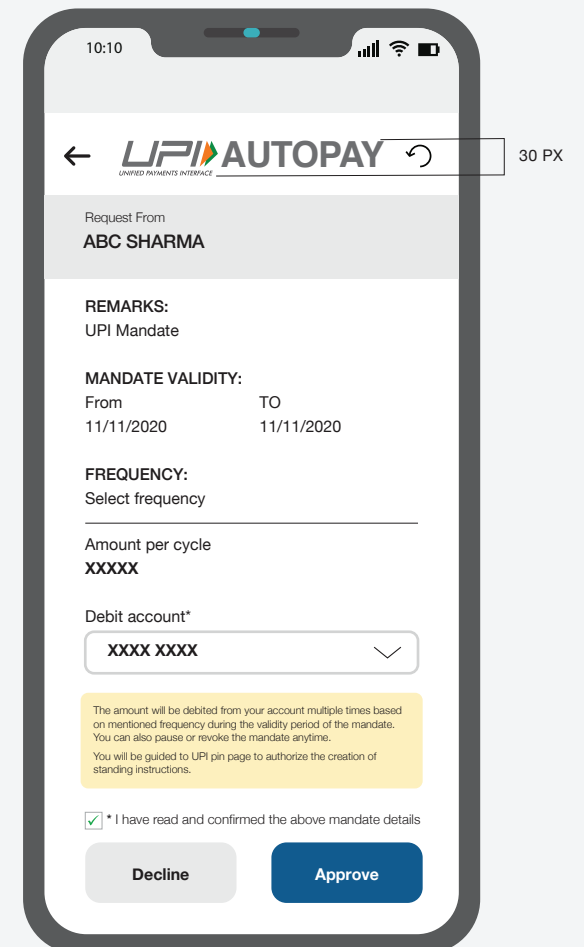 10:10
UPI AUTOPAY
UNIFIED PAYMENTS INTERFACE
30 PX
Request From
ABC SHARMA
REMARKS:
UPI Mandate
MANDATE VALIDITY:
From TO
11/11/2020 11/11/2020
FREQUENCY:
Select frequency
Amount per cycle
XXXXX
Debit account*
XXXX XXXX
The amount will be debited from your account multiple times based
on mentioned frequency during the validity period of the mandate.
You can also pause or revoke the mandate anytime.
You will be guided to UPI pin page to authorize the creation of
standing instructions.
* I have read and confirmed the above mandate details
Decline Approve